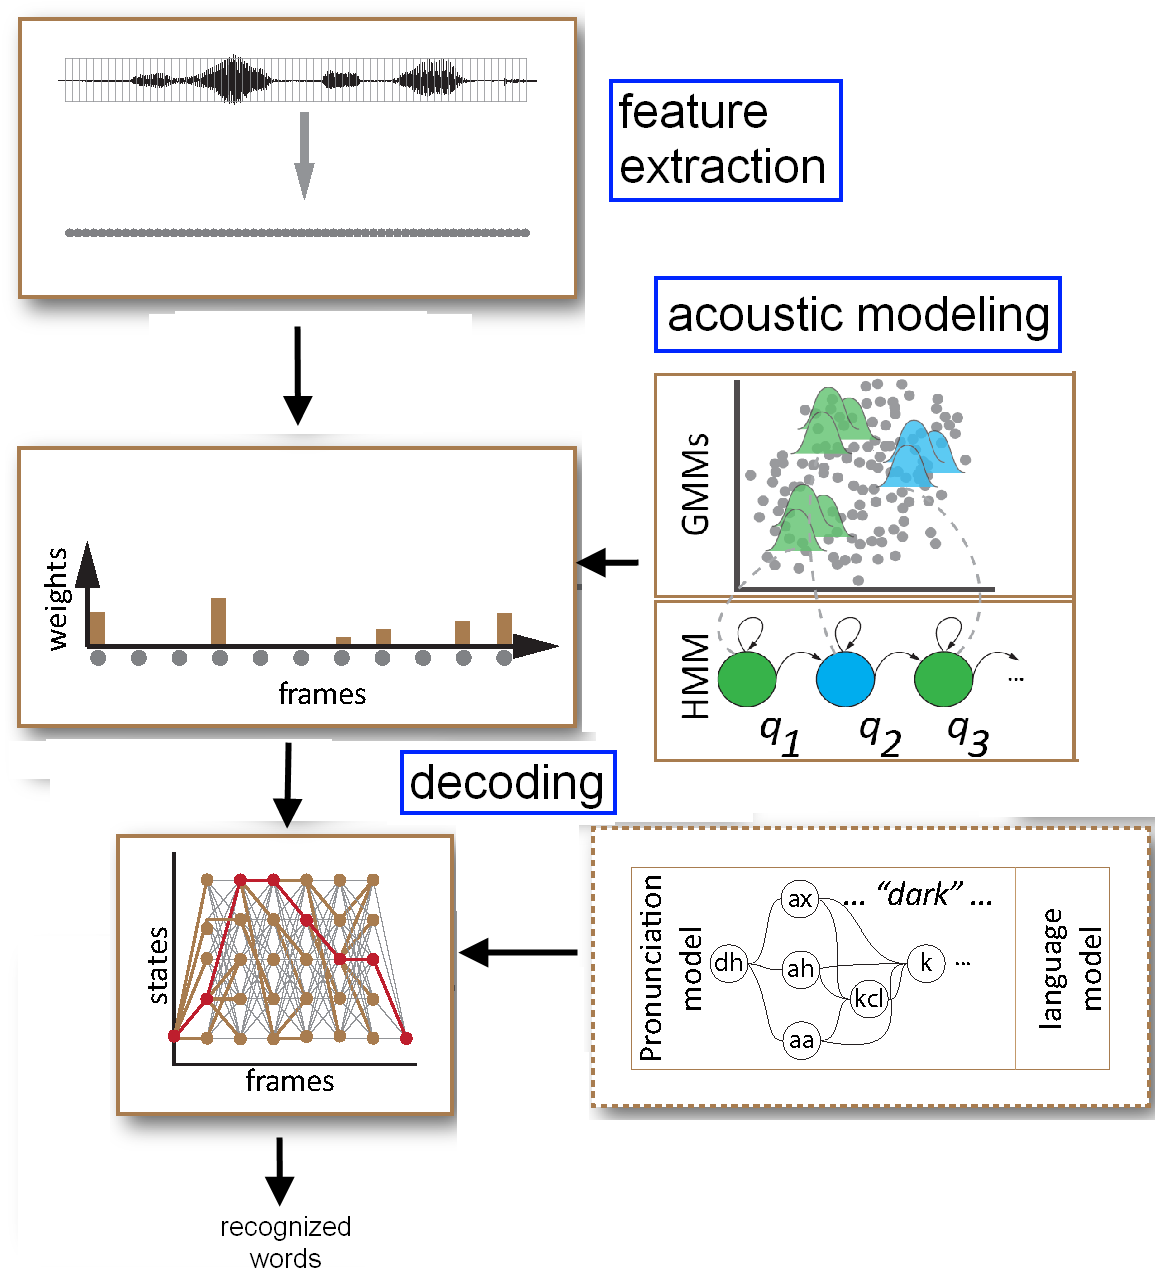 feature
extraction
acoustic modeling
GMMs
HMM
q1
q2
q3
...
weights
frames
decoding
states
frames
Pronunciation
model
dh
ax
ah
aa
kcl
k
...
... “dark” ...
language
model
recognized
words